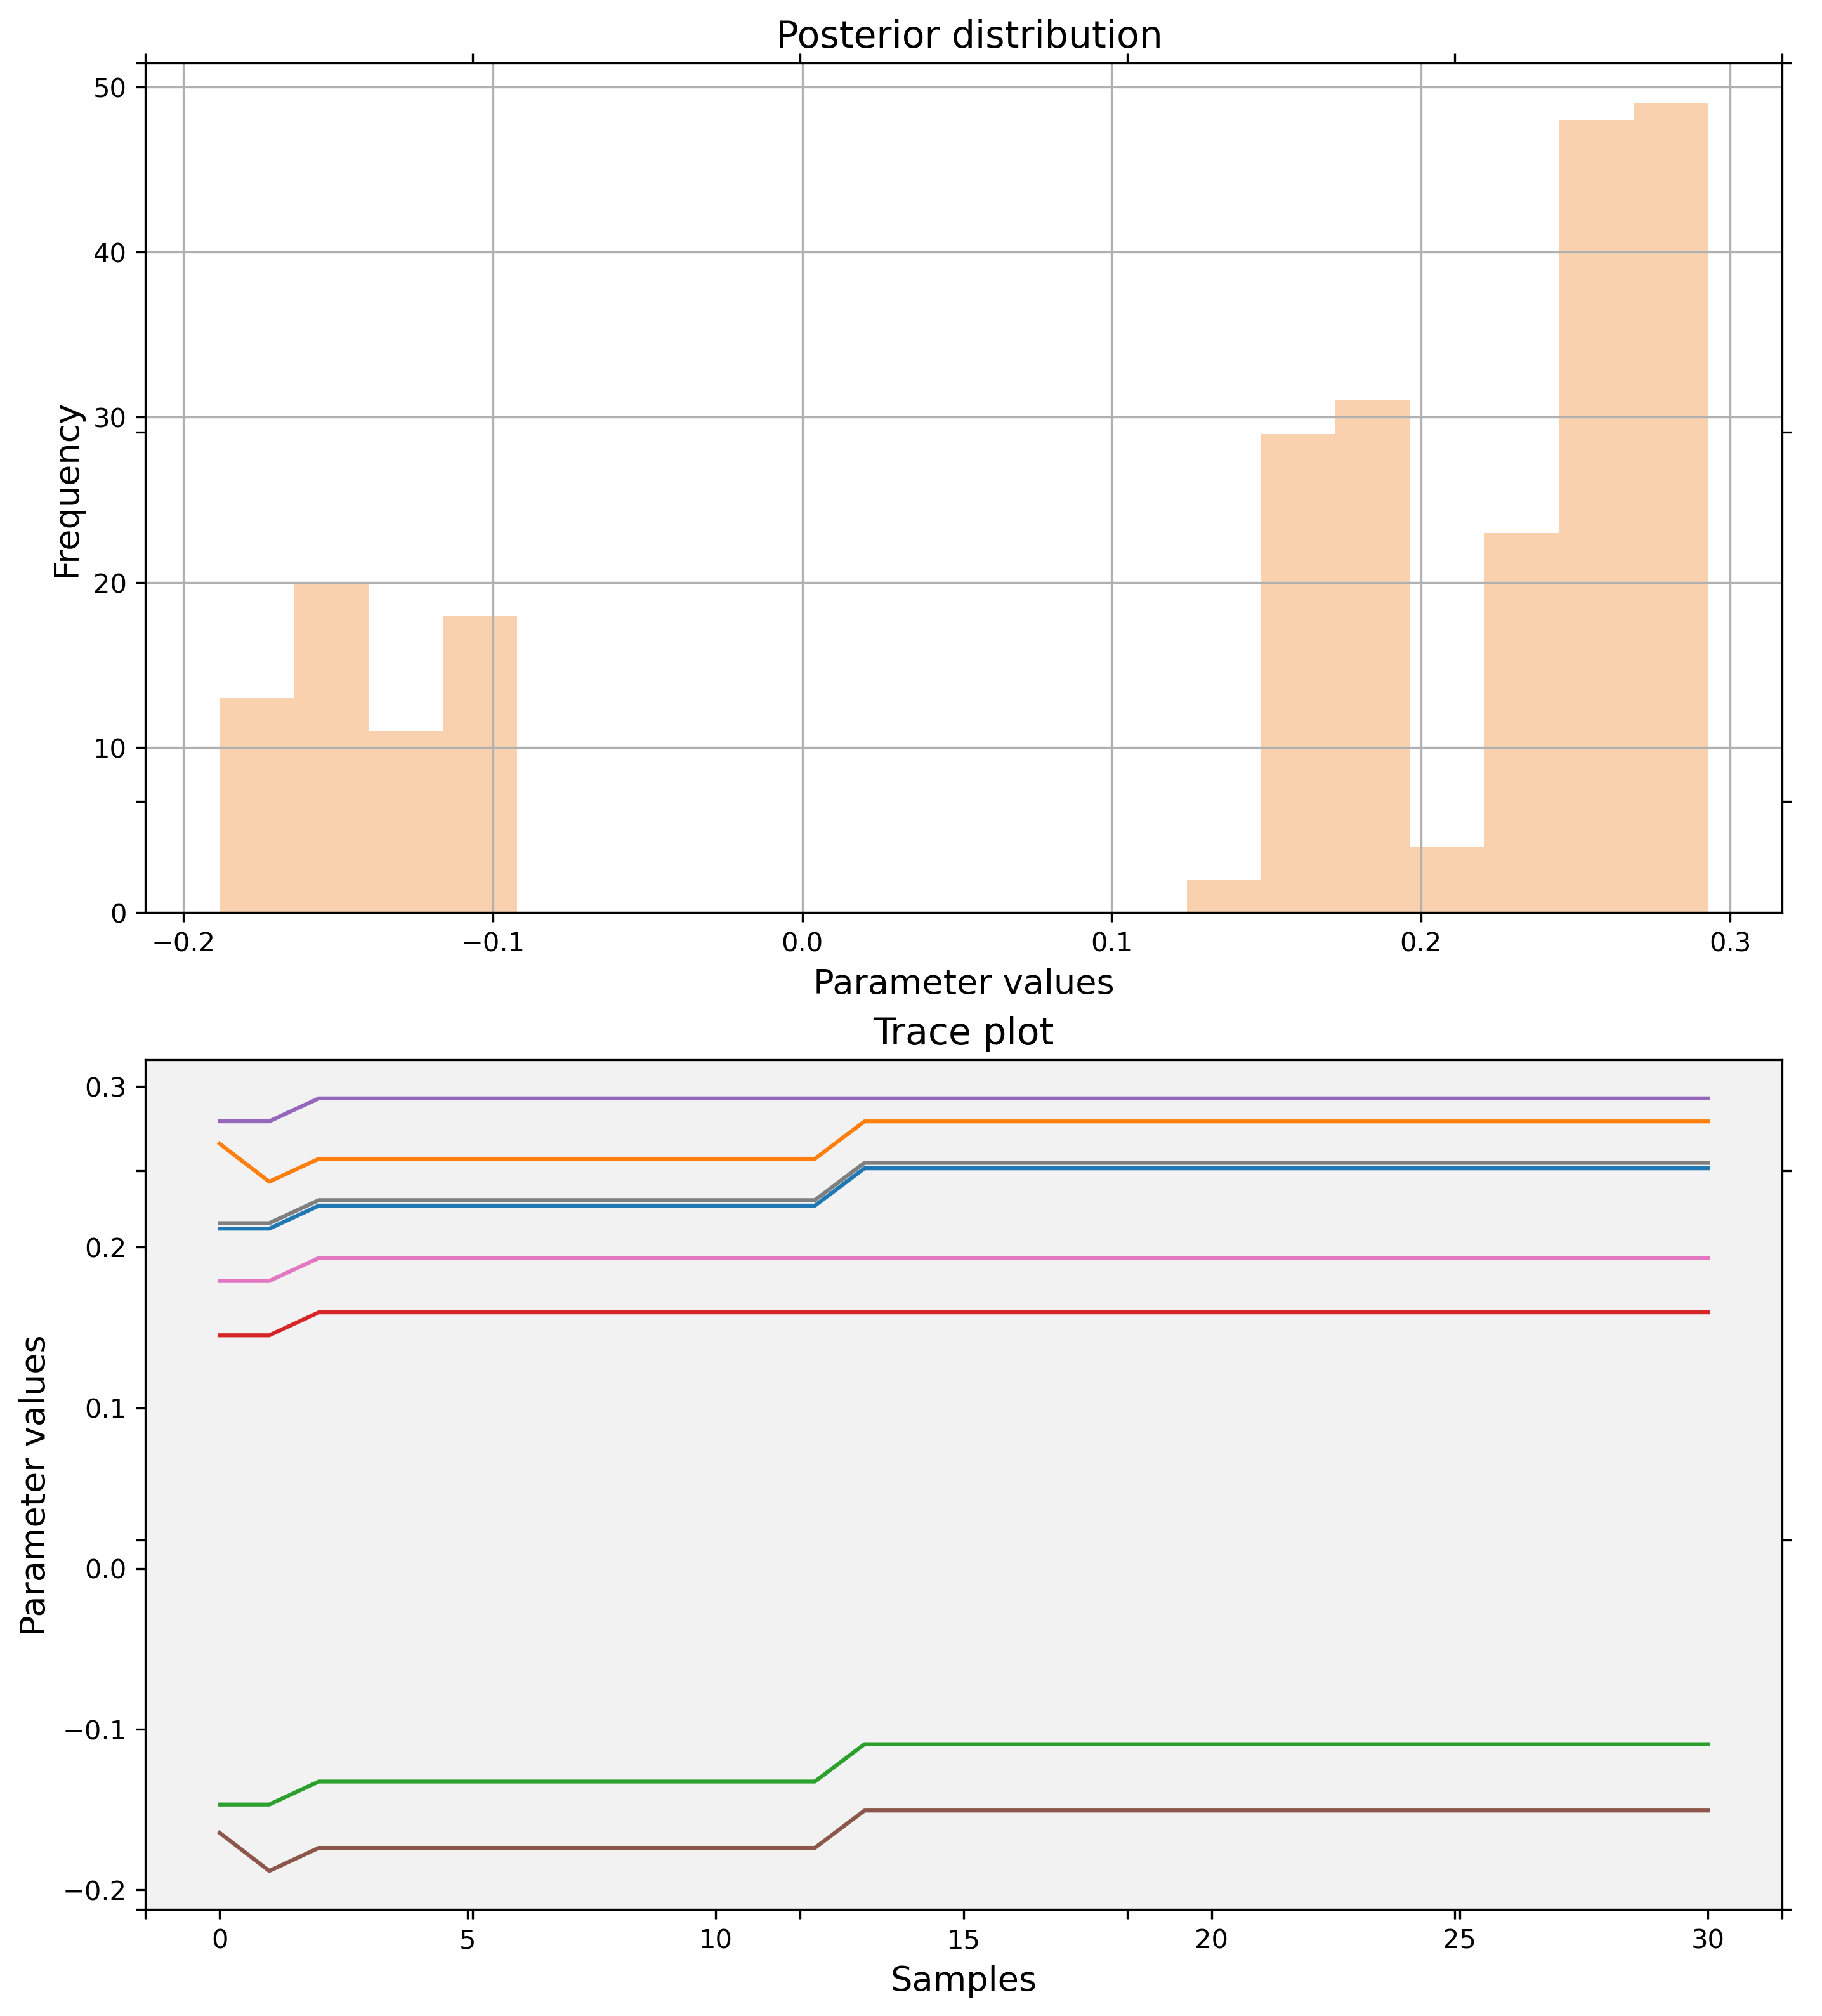 Posterior distribution
50
40
30
20
10
0
Frequency
−0.2 −0.1 0.0 0.1 0.2 0.3
Parameter values
Trace plot
0.3
0.2
0.1
0.0
−0.1
−0.2
Parameter values
0 5 10 15 20 25 30
Samples